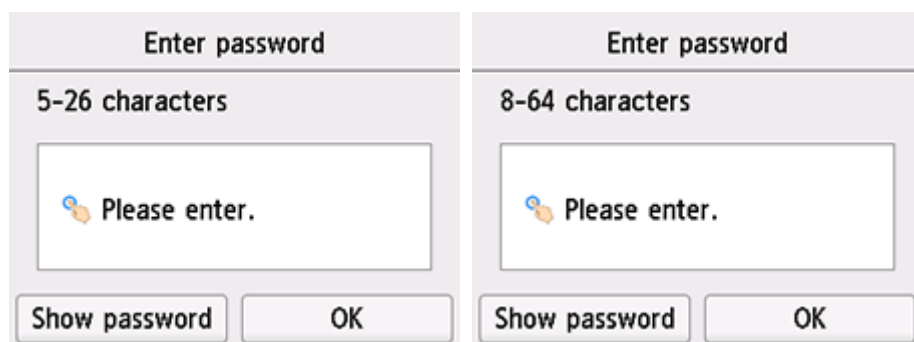 Enter password
5-26 characters
Please enter.
Show password
OK
Enter password
8-64 characters
Please enter.
Show password
OK